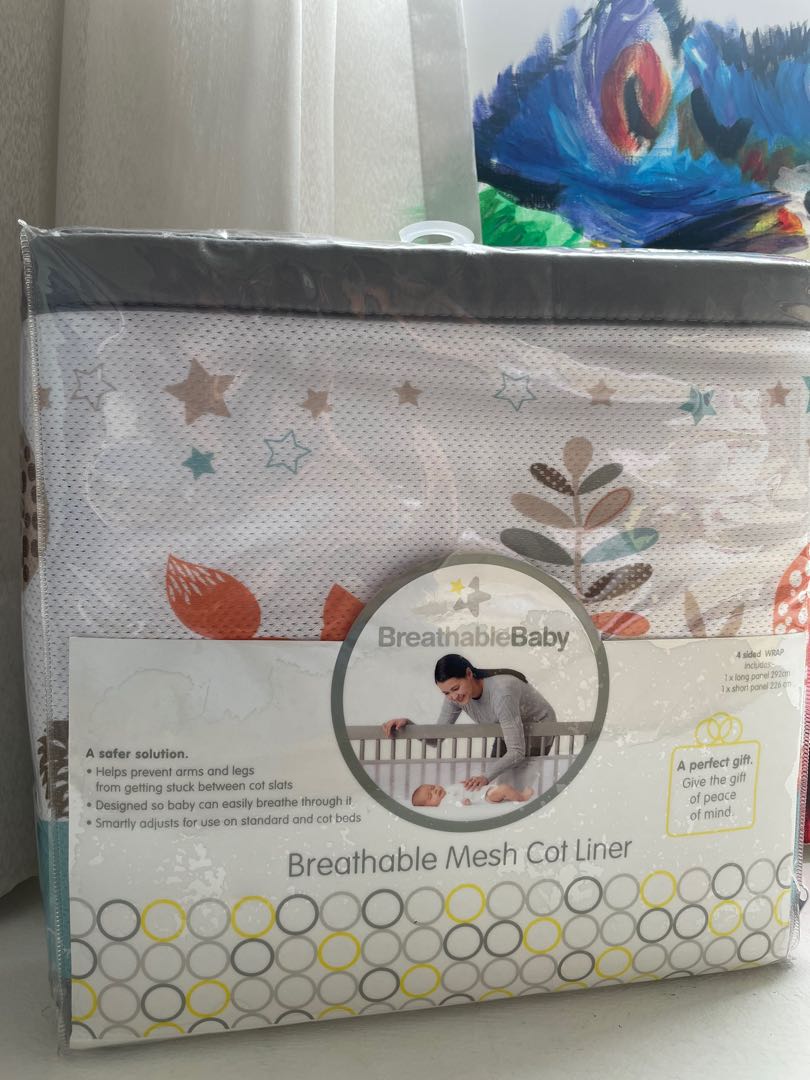 BreathableBaby
4 sided WRAP
includes:
1 x long panel 292cm
1 x short panel 226 cm
A safer solution.
• Helps prevent arms and legs
from getting stuck between cot slats
• Designed so baby can easily breathe through it
• Smartly adjusts for use on standard and cot beds
A perfect gift.
Give the gift
of peace
of mind.
Breathable Mesh Cot Liner